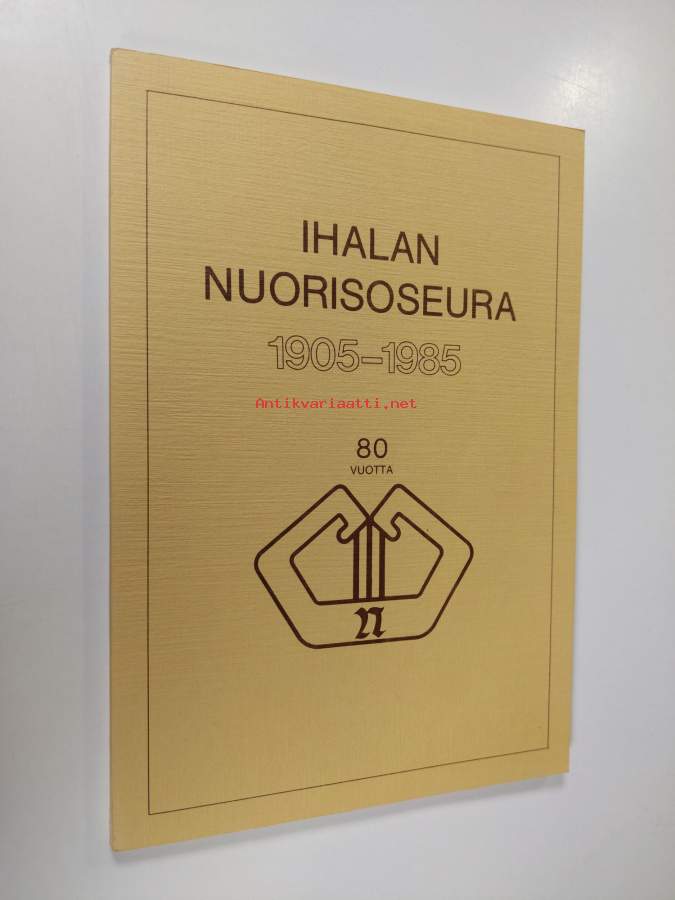 IHALAN
NUORISOSEURA
1905-1985
Antikvariaatti.net
80
VUOTTA
N